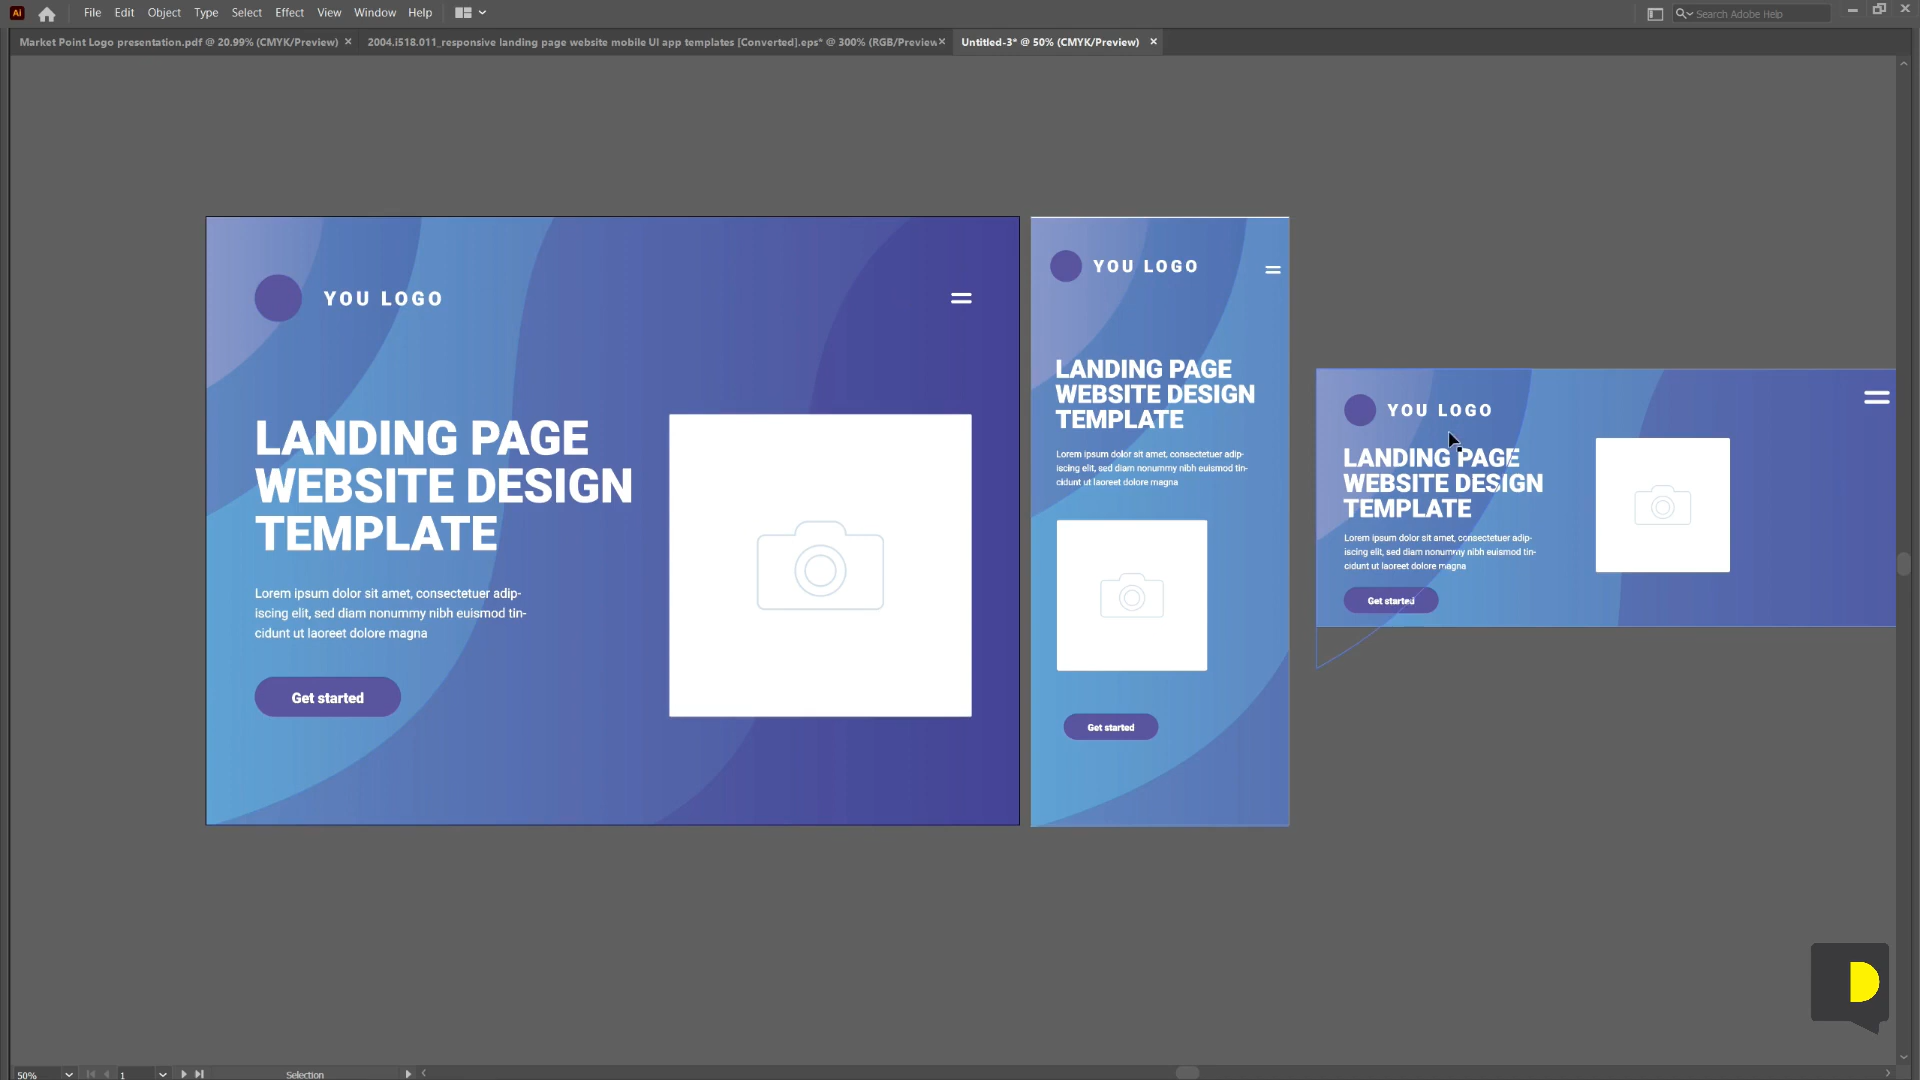 Ai File Edit Object Type Select Effect View Window Help Search Adobe Help
Market Point Logo presentation.pdf @ 20.99% (CMYK/Preview) × 2004.i518.011_responsive landing page website mobile UI app templates [Converted].eps* @ 300% (RGB/Preview × Untitled-3* @ 50% (CMYK/Preview) ×
YOU LOGO
LANDING PAGE
WEBSITE DESIGN
TEMPLATE
Lorem ipsum dolor sit amet, consectetuer adip-
iscing elit, sed diam nonummy nibh euismod tin-
cidunt ut laoreet dolore magna
Get started
YOU LOGO
LANDING PAGE
WEBSITE DESIGN
TEMPLATE
Lorem ipsum dolor sit amet, consectetuer adip-
iscing elit, sed diam nonummy nibh euismod tin-
cidunt ut laoreet dolore magna
Get started
YOU LOGO
LANDING PAGE
WEBSITE DESIGN
TEMPLATE
Lorem ipsum dolor sit amet, consectetuer adip-
iscing elit, sed diam nonummy nibh euismod tin-
cidunt ut laoreet dolore magna
Get started
D
50% 1 Selection